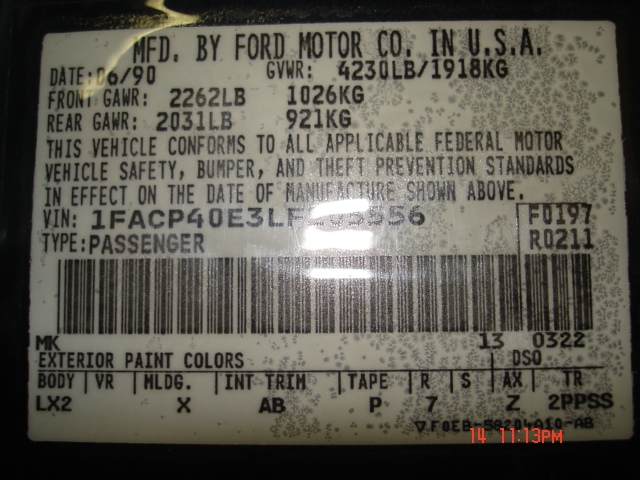 MFD. BY FORD MOTOR CO. IN U.S.A.
DATE: 06/90 GVWR: 4230LB/1918KG
FRONT GAWR: 2262LB 1026KG
REAR GAWR: 2031LB 921KG
THIS VEHICLE CONFORMS TO ALL APPLICABLE FEDERAL MOTOR
VEHICLE SAFETY, BUMPER, AND THEFT PREVENTION STANDARDS
IN EFFECT ON THE DATE OF MANUFACTURE SHOWN ABOVE.
VIN: F0197
TYPE: PASSENGER R0211
MK 13 0322
EXTERIOR PAINT COLORS DSO
BODY VR MLDG. INT TRIM TAPE R S AX TR
LX2 X AB P 7 Z 2PPSS
14 11:13PM